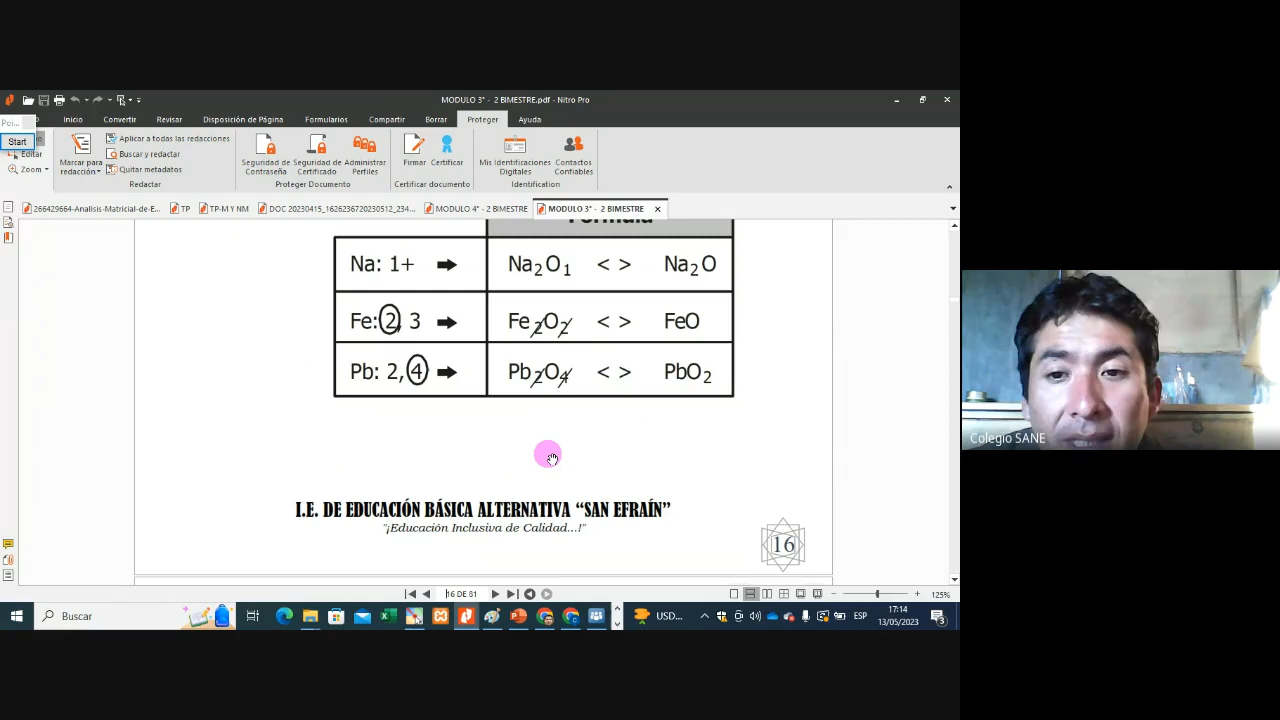 MODULO 3° - 2 BIMESTRE.pdf - Nitro Pro
Inicio Convertir Revisar Disposición de Página Formularios Compartir Borrar Proteger Ayuda
Start
Editar
Zoom
Marcar para redacción
Aplicar a todas las redacciones
Buscar y redactar
Quitar metadatos
Redactar
Seguridad de Contraseña
Seguridad de Certificado
Administrar Perfiles
Proteger Documento
Firmar
Certificar
Certificar documento
Mis Identificaciones Digitales
Contactos Confiables
Identification
266429664-Analisis-Matricial-de-E... TP TP-M Y NM DOC 20230415_1626236720230512_234... MODULO 4° - 2 BIMESTRE MODULO 3° - 2 BIMESTRE
Fórmula
Na: 1+ ➡ Na₂O₁ < > Na₂O
Fe: 2, 3 ➡ Fe₂O₂ < > FeO
Pb: 2, 4 ➡ Pb₂O₄ < > PbO₂
I.E. DE EDUCACIÓN BÁSICA ALTERNATIVA “SAN EFRAÍN”
"¡Educación Inclusiva de Calidad...!"
16
Colegio SANE
16 DE 81
125%
Buscar
USD...
ESP
17:14
13/05/2023
3